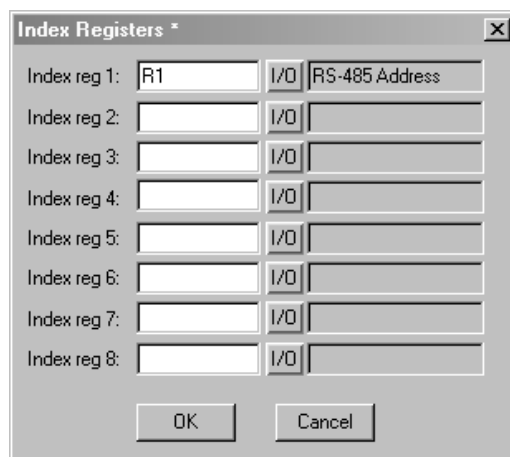 Index Registers *
Index reg 1: R1 I/O RS-485 Address
Index reg 2: I/O
Index reg 3: I/O
Index reg 4: I/O
Index reg 5: I/O
Index reg 6: I/O
Index reg 7: I/O
Index reg 8: I/O
OK Cancel